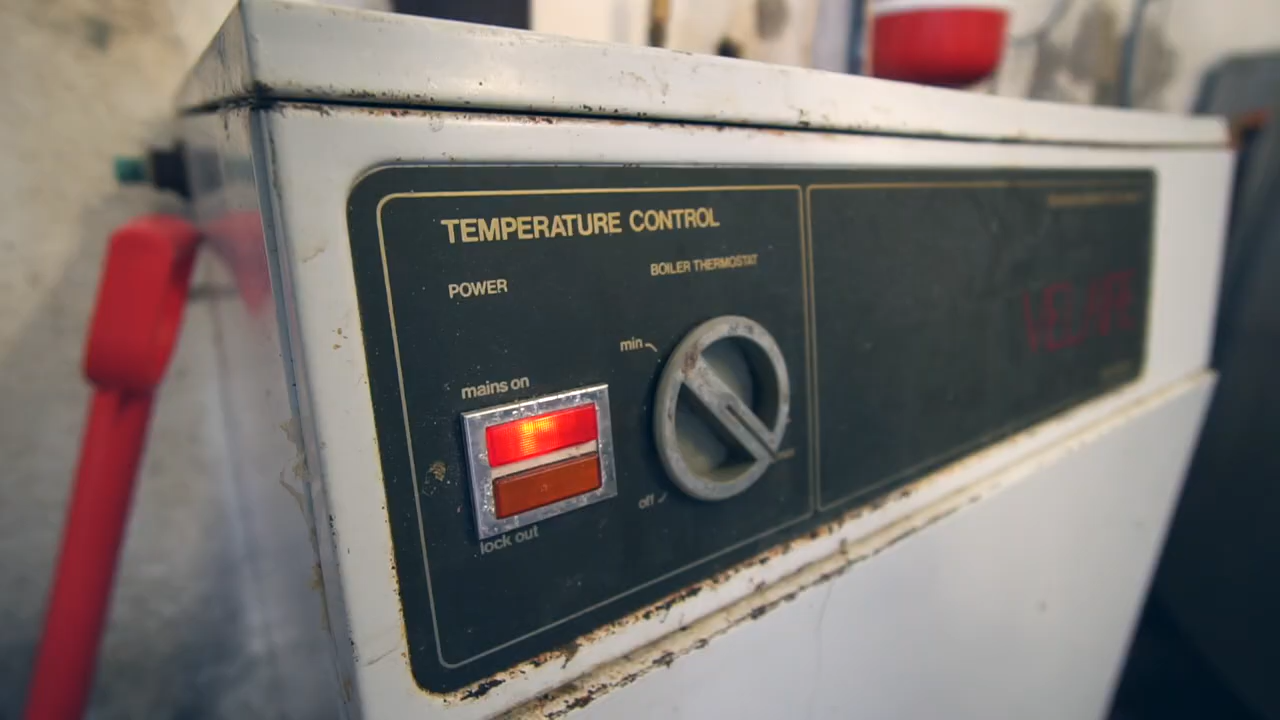 TEMPERATURE CONTROL
POWER
BOILER THERMOSTAT
min
mains on
off
lock out